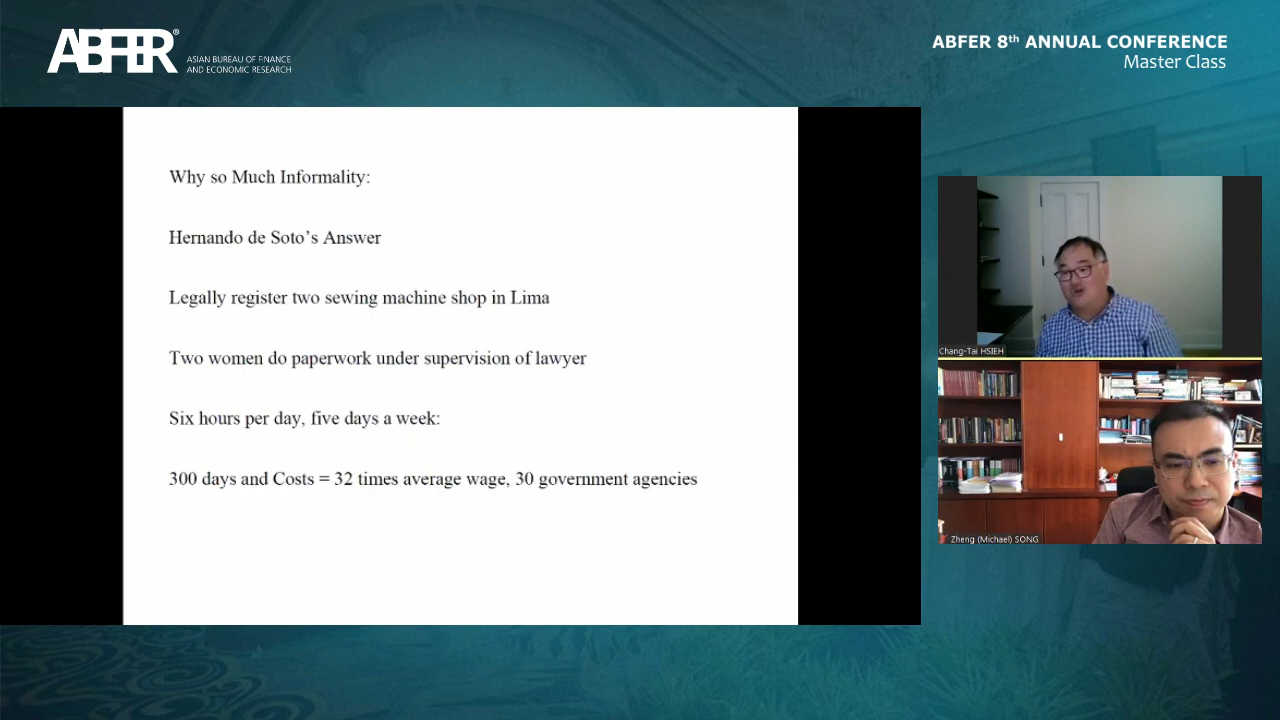 ABFER®
ASIAN BUREAU OF FINANCE
AND ECONOMIC RESEARCH
ABFER 8th ANNUAL CONFERENCE
Master Class
Why so Much Informality:
Hernando de Soto’s Answer
Legally register two sewing machine shop in Lima
Two women do paperwork under supervision of lawyer
Six hours per day, five days a week:
300 days and Costs = 32 times average wage, 30 government agencies
Chang-Tai HSIEH
Zheng (Michael) SONG